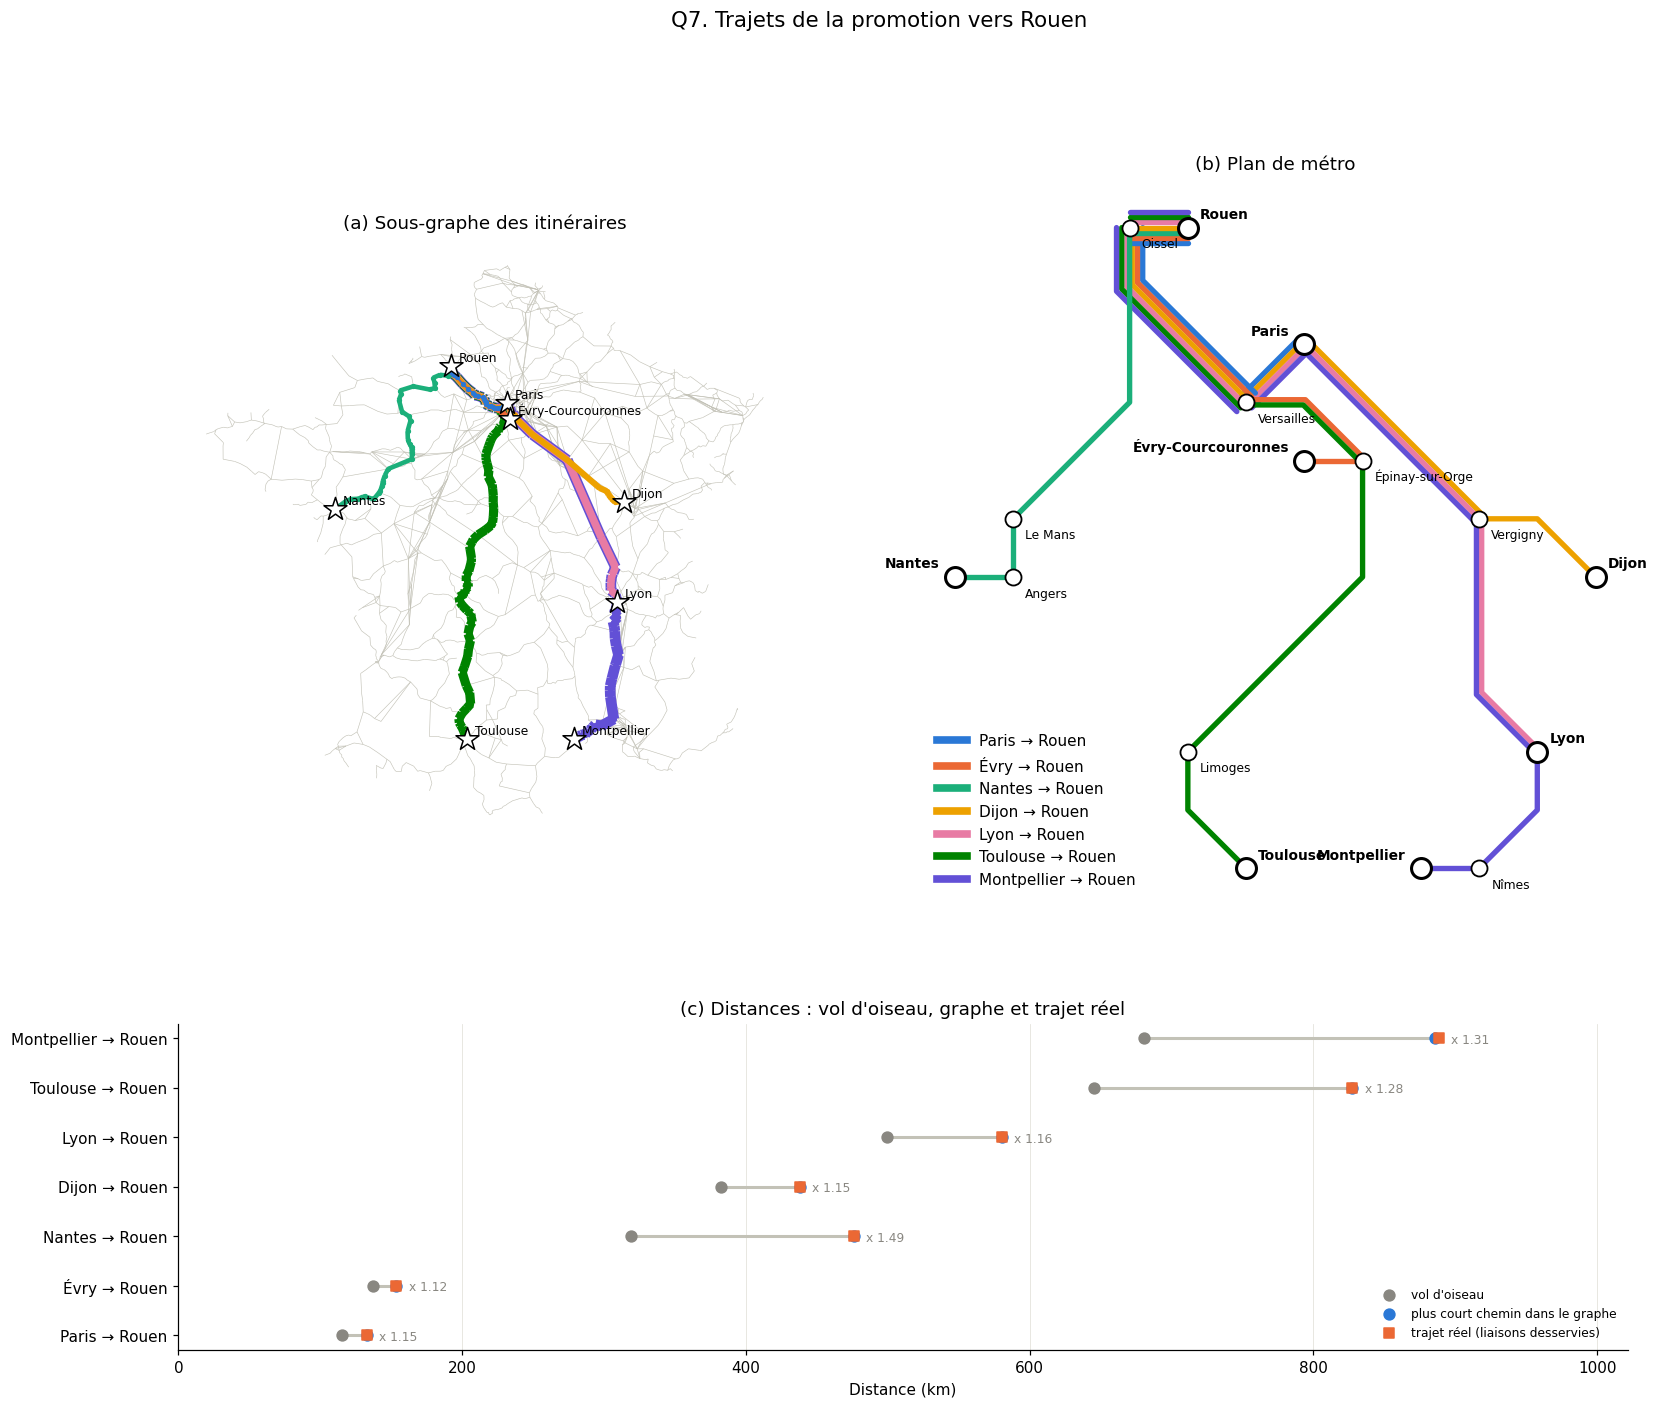 Q7. Trajets de la promotion vers Rouen
(a) Sous-graphe des itinéraires
Rouen
Paris
Évry-Courcouronnes
Nantes
Dijon
Lyon
Toulouse
Montpellier
(b) Plan de métro
Rouen
Oissel
Paris
Versailles
Évry-Courcouronnes
Épinay-sur-Orge
Le Mans
Vergigny
Nantes
Angers
Dijon
Lyon
Limoges
Toulouse
Montpellier
Nîmes
Paris → Rouen
Évry → Rouen
Nantes → Rouen
Dijon → Rouen
Lyon → Rouen
Toulouse → Rouen
Montpellier → Rouen
(c) Distances : vol d'oiseau, graphe et trajet réel
Montpellier → Rouen
x 1.31
Toulouse → Rouen
x 1.28
Lyon → Rouen
x 1.16
Dijon → Rouen
x 1.15
Nantes → Rouen
x 1.49
Évry → Rouen
x 1.12
Paris → Rouen
x 1.15
vol d'oiseau
plus court chemin dans le graphe
trajet réel (liaisons desservies)
0 200 400 600 800 1000
Distance (km)